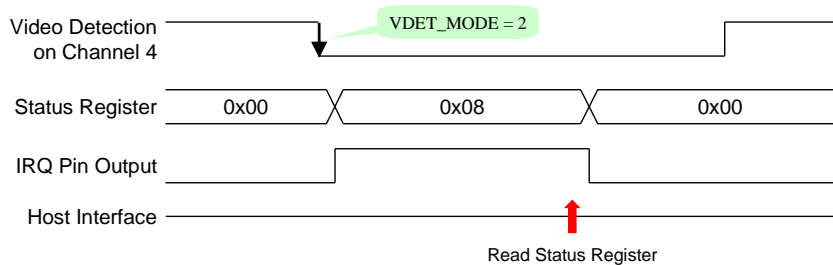 Video Detection
on Channel 4
VDET_MODE = 2
Status Register
0x00
0x08
0x00
IRQ Pin Output
Host Interface
Read Status Register